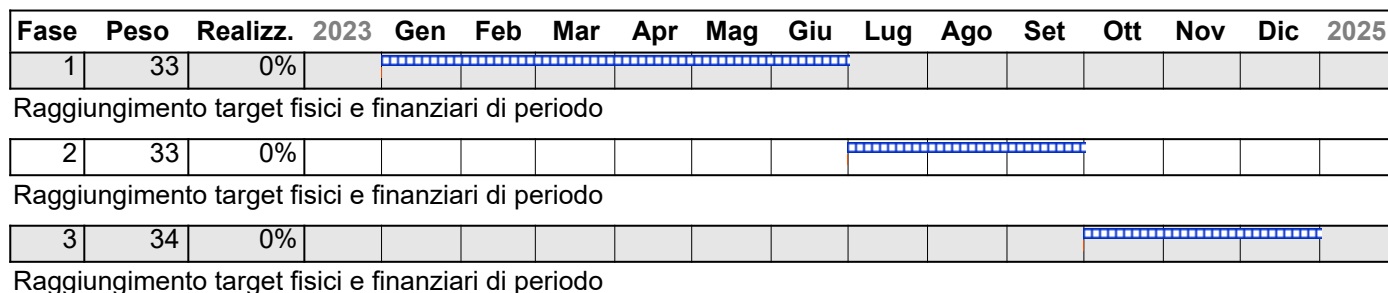 Fase Peso Realizz. 2023 Gen Feb Mar Apr Mag Giu Lug Ago Set Ott Nov Dic 2025
1 33 0%
Raggiungimento target fisici e finanziari di periodo
2 33 0%
Raggiungimento target fisici e finanziari di periodo
3 34 0%
Raggiungimento target fisici e finanziari di periodo